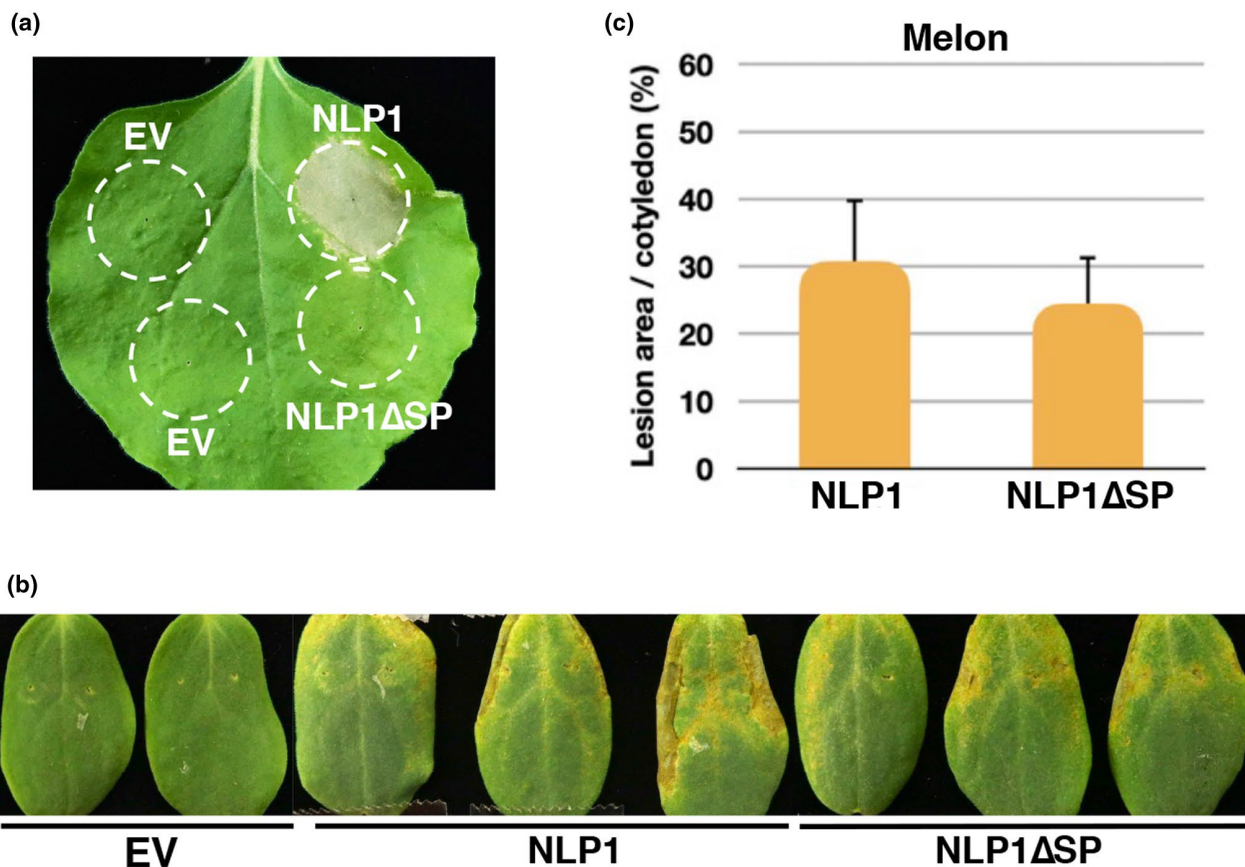 (a)
EV
NLP1
EV
NLP1ΔSP
(c)
Melon
Lesion area / cotyledon (%)
60
50
40
30
20
10
0
NLP1
NLP1ΔSP
(b)
EV
NLP1
NLP1ΔSP